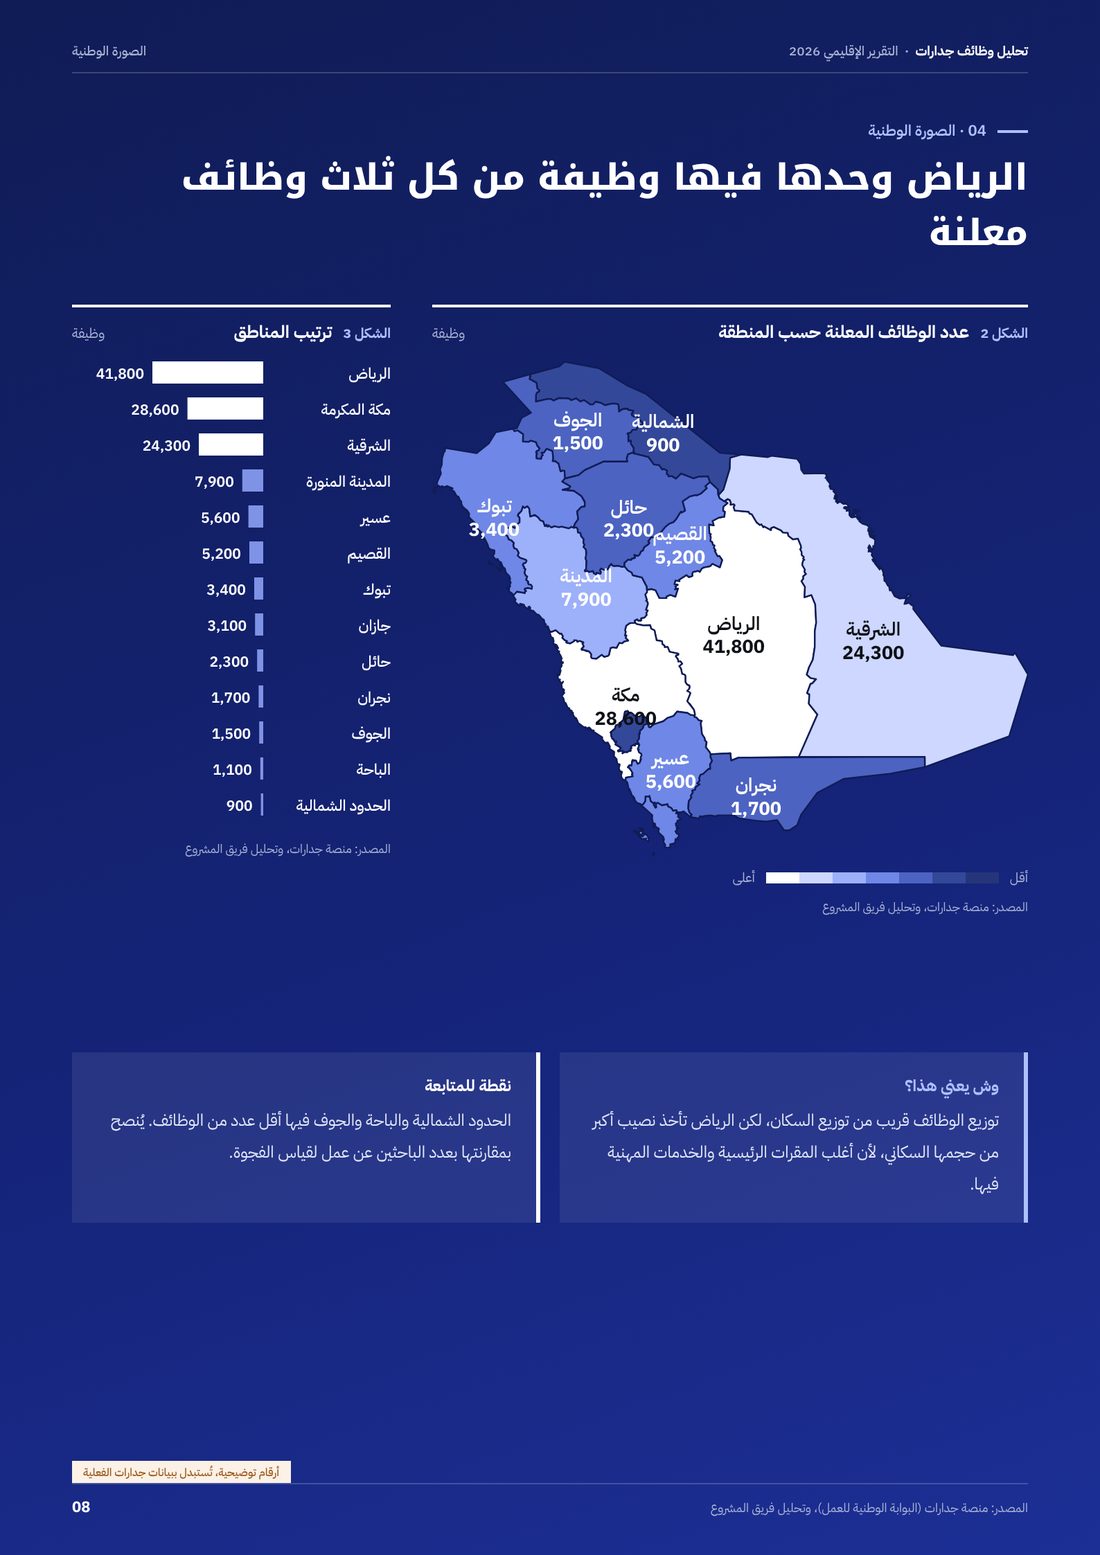 تحليل وظائف جدارات · التقرير الإقليمي 2026
الصورة الوطنية
04 · الصورة الوطنية
الرياض وحدها فيها وظيفة من كل ثلاث وظائف
معلنة
الشكل 2 عدد الوظائف المعلنة حسب المنطقة
وظيفة
الشمالية
900
الجوف
1,500
تبوك
3,400
حائل
2,300
القصيم
5,200
المدينة
7,900
الرياض
41,800
الشرقية
24,300
مكة
28,600
عسير
5,600
نجران
1,700
أقل
أعلى
المصدر: منصة جدارات، وتحليل فريق المشروع
الشكل 3 ترتيب المناطق
وظيفة
الرياض 41,800
مكة المكرمة 28,600
الشرقية 24,300
المدينة المنورة 7,900
عسير 5,600
القصيم 5,200
تبوك 3,400
جازان 3,100
حائل 2,300
نجران 1,700
الجوف 1,500
الباحة 1,100
الحدود الشمالية 900
المصدر: منصة جدارات، وتحليل فريق المشروع
وش يعني هذا؟
توزيع الوظائف قريب من توزيع السكان، لكن الرياض تأخذ نصيب أكبر
من حجمها السكاني، لأن أغلب المقرات الرئيسية والخدمات المهنية
فيها.
نقطة للمتابعة
الحدود الشمالية والباحة والجوف فيها أقل عدد من الوظائف. يُنصح
بمقارنتها بعدد الباحثين عن عمل لقياس الفجوة.
أرقام توضيحية، تُستبدل ببيانات جدارات الفعلية
المصدر: منصة جدارات (البوابة الوطنية للعمل)، وتحليل فريق المشروع
08